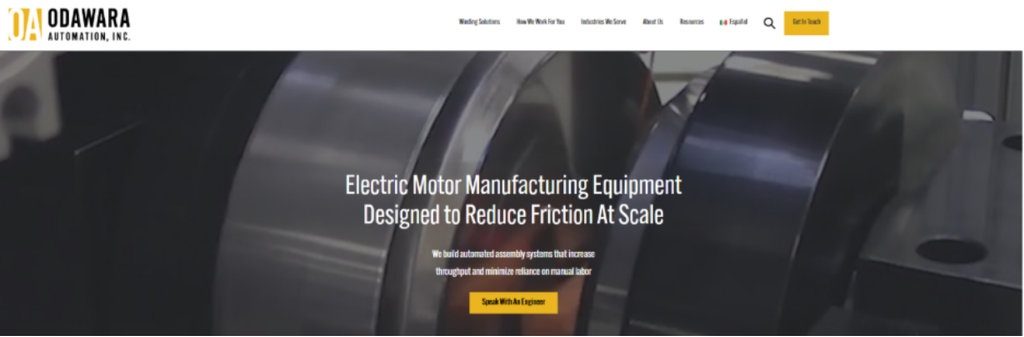 OA ODAWARA
AUTOMATION, INC.
Winding Solutions How We Work For You Industries We Serve About Us Resources Español Get In Touch
Electric Motor Manufacturing Equipment
Designed to Reduce Friction At Scale
We build automated assembly systems that increase
throughput and minimize reliance on manual labor
Speak With An Engineer